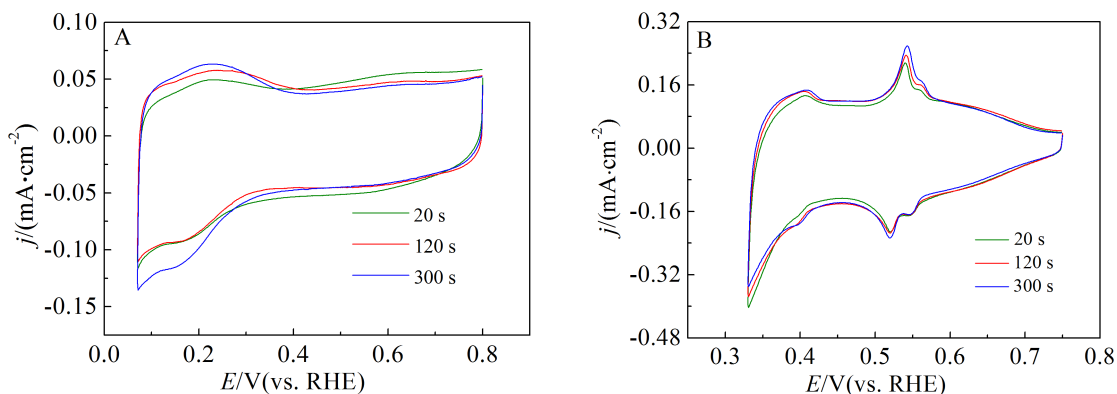 A
0.10
0.05
0.00
-0.05
-0.10
-0.15
j/(mA·cm-2)
20 s
120 s
300 s
0.0
0.2
0.4
0.6
0.8
E/V(vs. RHE)
B
0.32
0.16
0.00
-0.16
-0.32
-0.48
j/(mA·cm-2)
20 s
120 s
300 s
0.3
0.4
0.5
0.6
0.7
0.8
E/V(vs. RHE)